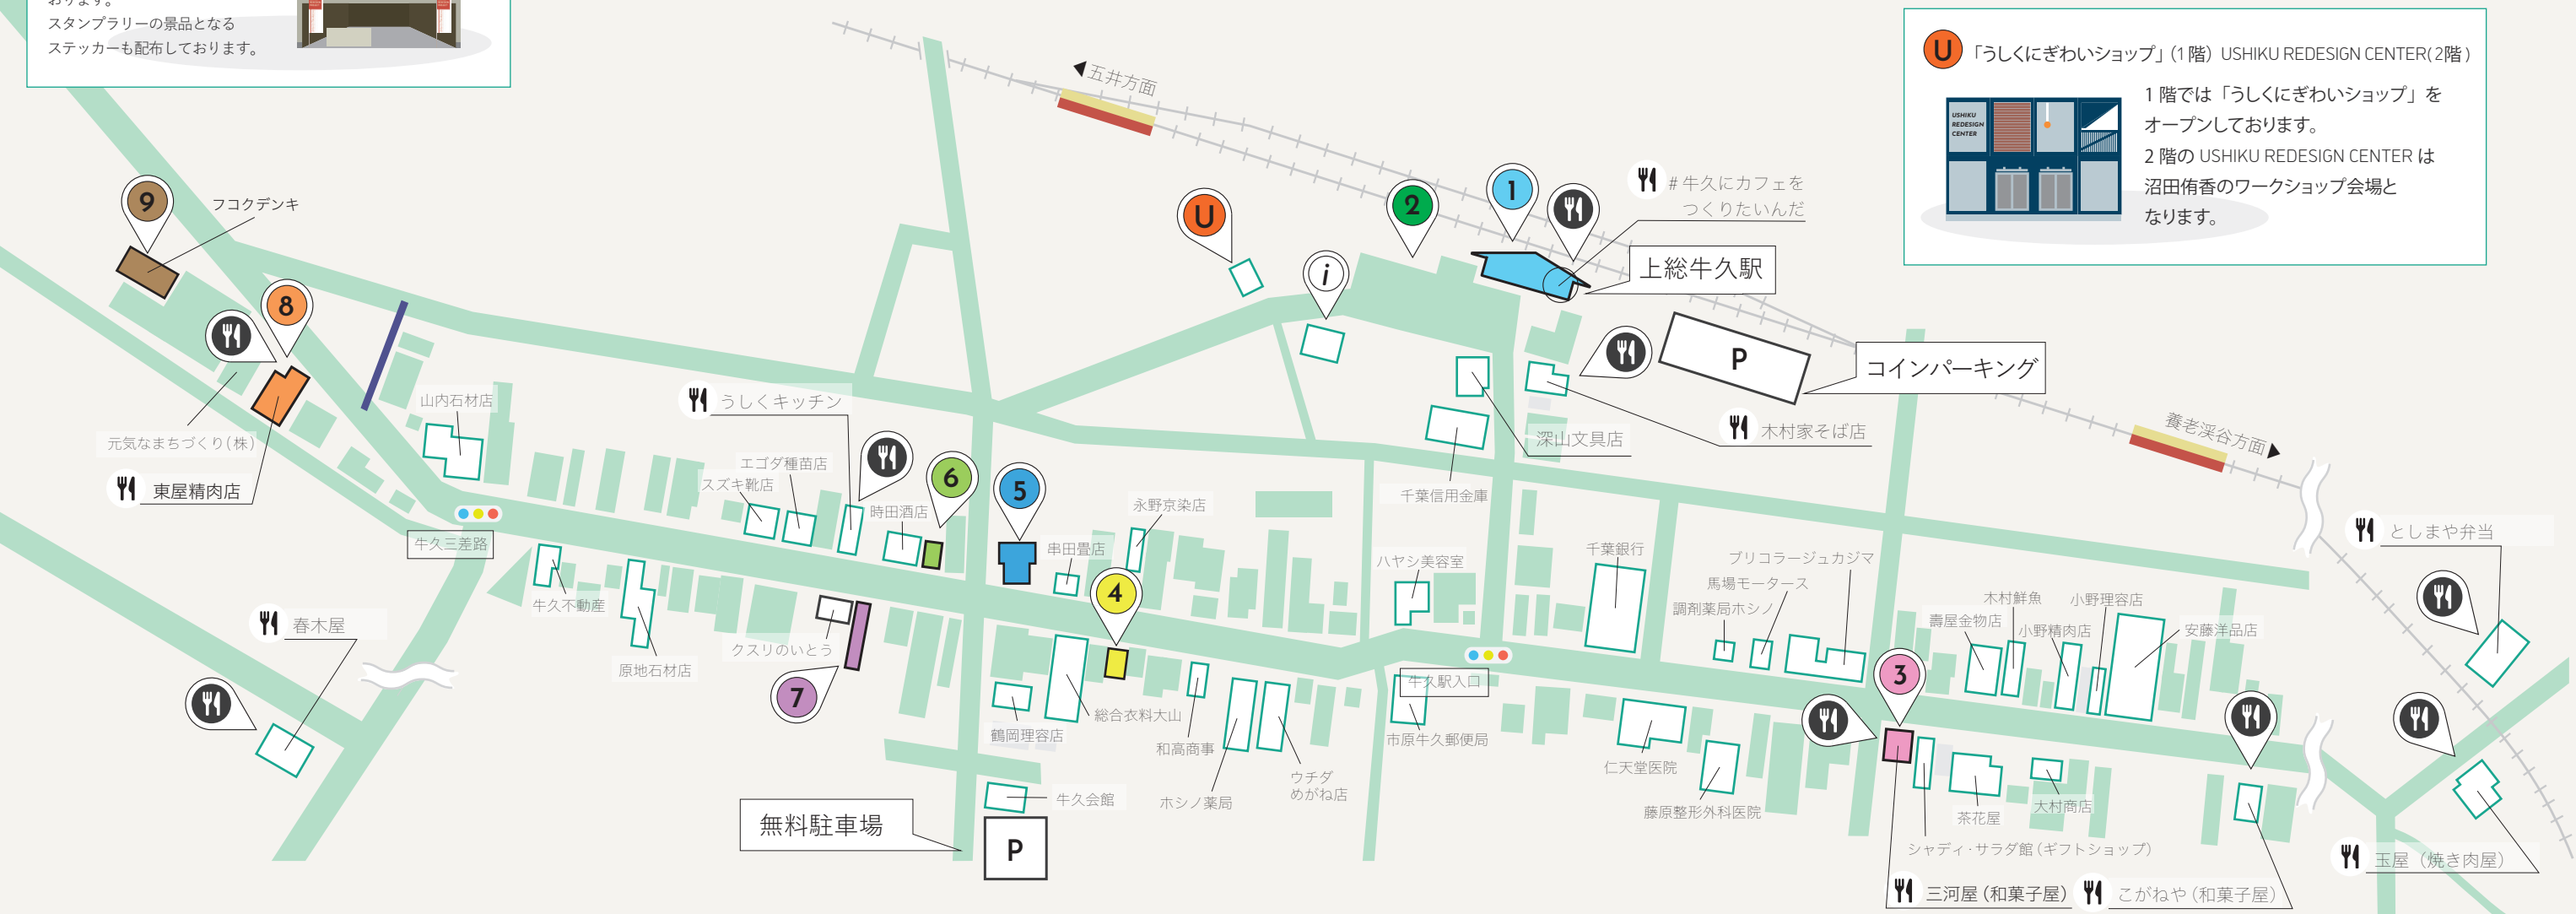 おります。
スタンプラリーの景品となる
ステッカーも配布しております。
U 「うしくにぎわいショップ」(1階) USHIKU REDESIGN CENTER(2階)
USHIKU
REDESIGN
CENTER
1階では「うしくにぎわいショップ」を
オープンしております。
2階の USHIKU REDESIGN CENTER は
沼田侑香のワークショップ会場と
なります。
◀五井方面
9
フコクデンキ
8
U
i
2
1
#牛久にカフェを
つくりたいんだ
上総牛久駅
P
コインパーキング
養老渓谷方面▶
元気なまちづくり(株)
東屋精肉店
山内石材店
うしくキッチン
深山文具店
木村家そば店
千葉信用金庫
スズキ靴店
エゴダ種苗店
時田酒店
6
5
永野京染店
串田畳店
4
牛久三差路
牛久不動産
原地石材店
クスリのいとう
7
春木屋
鶴岡理容店
総合衣料大山
和高商事
ホシノ薬局
ウチダ
めがね店
牛久会館
無料駐車場
P
ハヤシ美容室
千葉銀行
ブリコラージュカジマ
馬場モータース
調剤薬局ホシノ
牛久駅入口
市原牛久郵便局
仁天堂医院
藤原整形外科医院
3
壽屋金物店
木村鮮魚
小野精肉店
小野理容店
安藤洋品店
としまや弁当
茶花屋
大村商店
シャディ・サラダ館(ギフトショップ)
三河屋(和菓子屋)
こがねや(和菓子屋)
玉屋(焼き肉屋)